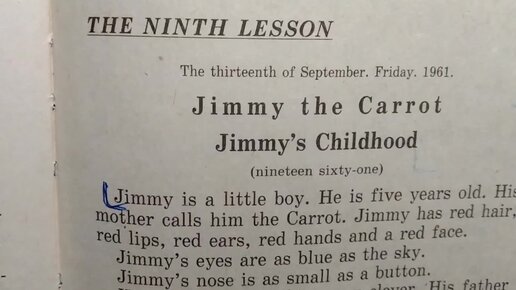 THE NINTH LESSON
The thirteenth of September. Friday. 1961.
Jimmy the Carrot
Jimmy's Childhood
(nineteen sixty-one)
Jimmy is a little boy. He is five years old. His
mother calls him the Carrot. Jimmy has red hair,
red lips, red ears, red hands and a red face.
Jimmy's eyes are as blue as the sky.
Jimmy's nose is as small as a button.
His father